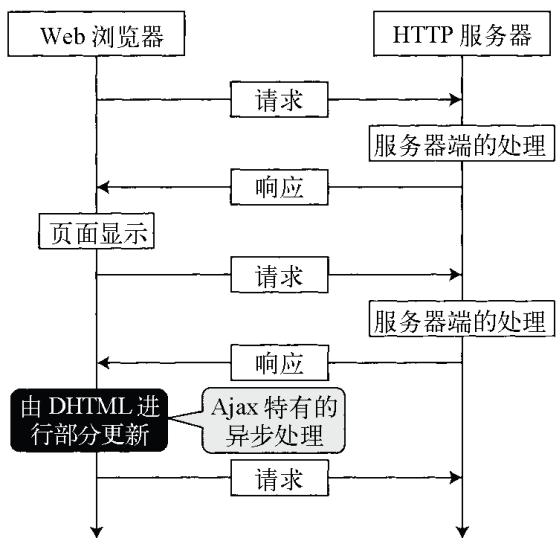 Web 浏览器
HTTP 服务器
请求
服务器端的处理
响应
页面显示
请求
服务器端的处理
响应
由 DHTML 进
行部分更新
Ajax 特有的
异步处理
请求